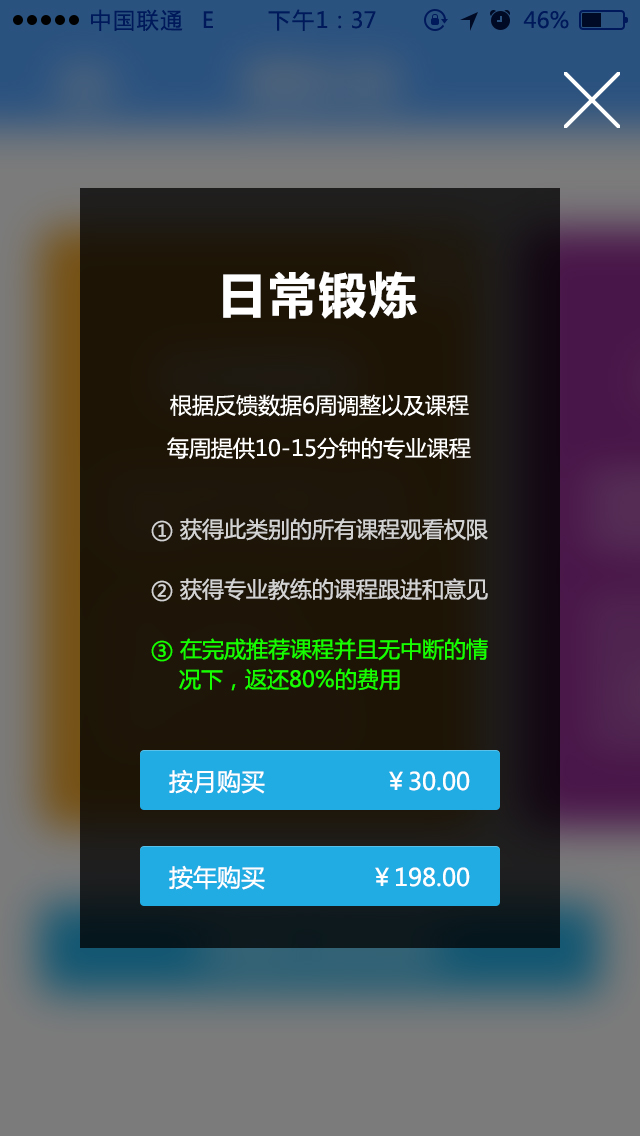 中国联通 E 下午1：37 46%
日常锻炼
根据反馈数据6周调整以及课程
每周提供10-15分钟的专业课程
① 获得此类别的所有课程观看权限
② 获得专业教练的课程跟进和意见
③ 在完成推荐课程并且无中断的情
况下，返还80%的费用
按月购买 ￥30.00
按年购买 ￥198.00